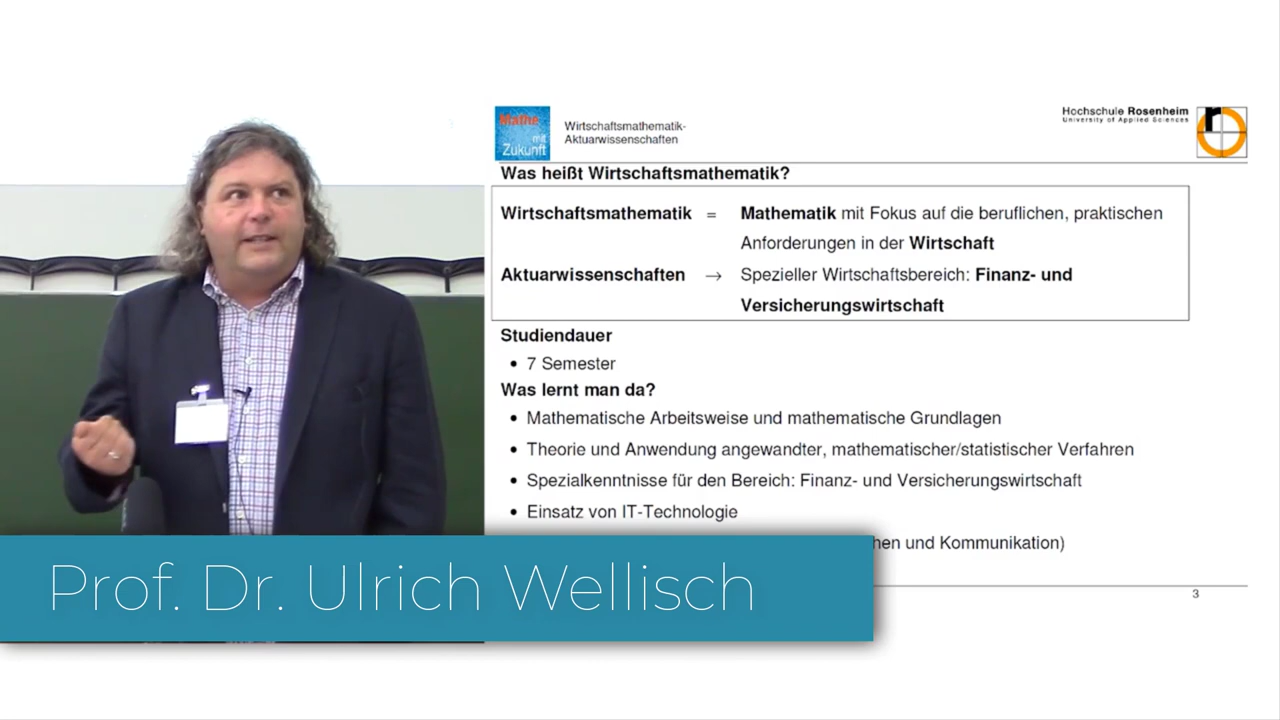 Mathe
mit
Zukunft
Wirtschaftsmathematik-
Aktuarwissenschaften
Hochschule Rosenheim
University of Applied Sciences
Was heißt Wirtschaftsmathematik?
Wirtschaftsmathematik = Mathematik mit Fokus auf die beruflichen, praktischen
Anforderungen in der Wirtschaft
Aktuarwissenschaften → Spezieller Wirtschaftsbereich: Finanz- und
Versicherungswirtschaft
Studiendauer
• 7 Semester
Was lernt man da?
• Mathematische Arbeitsweise und mathematische Grundlagen
• Theorie und Anwendung angewandter, mathematischer/statistischer Verfahren
• Spezialkenntnisse für den Bereich: Finanz- und Versicherungswirtschaft
• Einsatz von IT-Technologie
und Kommunikation)
Prof. Dr. Ulrich Wellisch
3